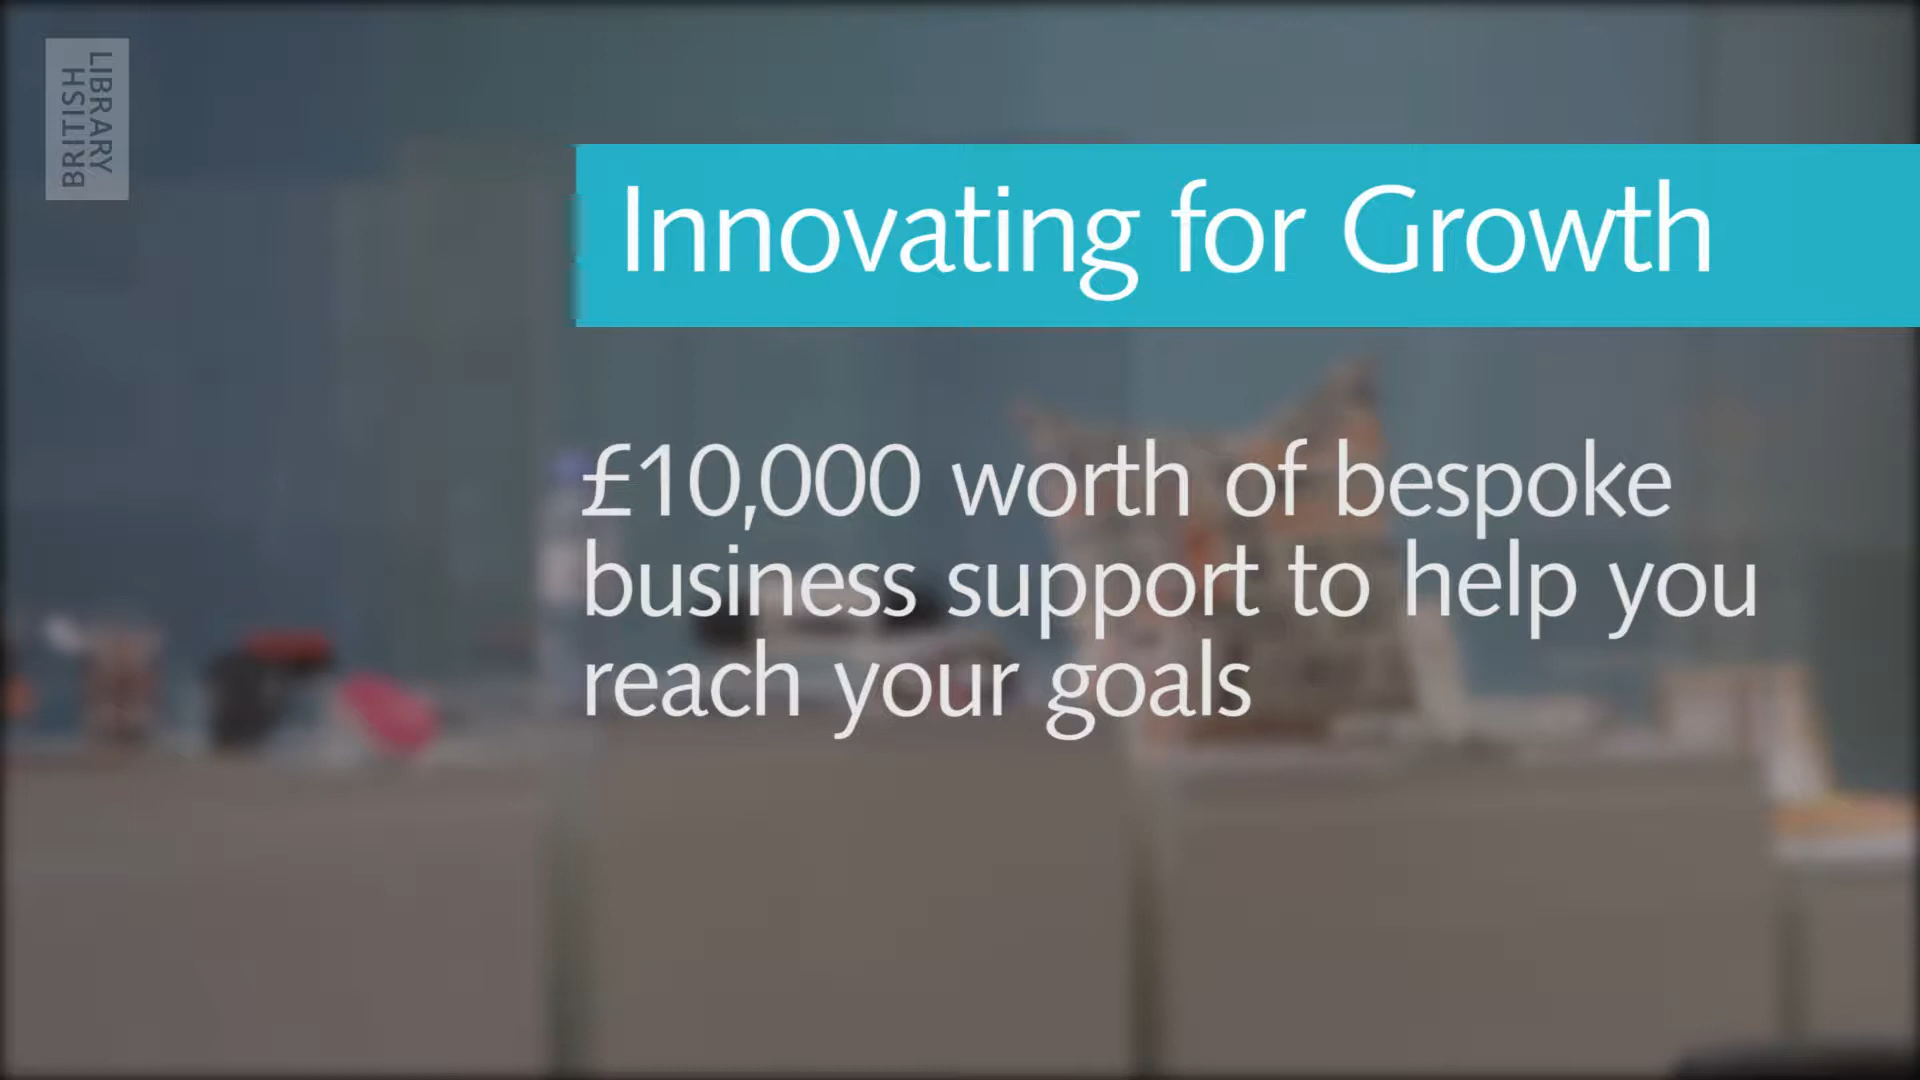 BRITISH
LIBRARY
Innovating for Growth
£10,000 worth of bespoke
business support to help you
reach your goals